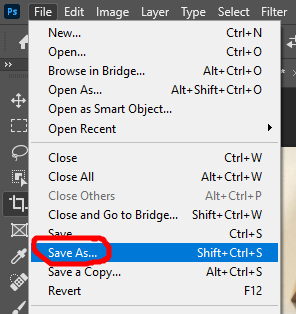 Ps File Edit Image Layer Type Select Filter
New... Ctrl+N
Open... Ctrl+O
Browse in Bridge... Alt+Ctrl+O
Open As... Alt+Shift+Ctrl+O
Open as Smart Object...
Open Recent
Close Ctrl+W
Close All Alt+Ctrl+W
Close Others Alt+Ctrl+P
Close and Go to Bridge... Shift+Ctrl+W
Save Ctrl+S
Save As... Shift+Ctrl+S
Save a Copy... Alt+Ctrl+S
Revert F12